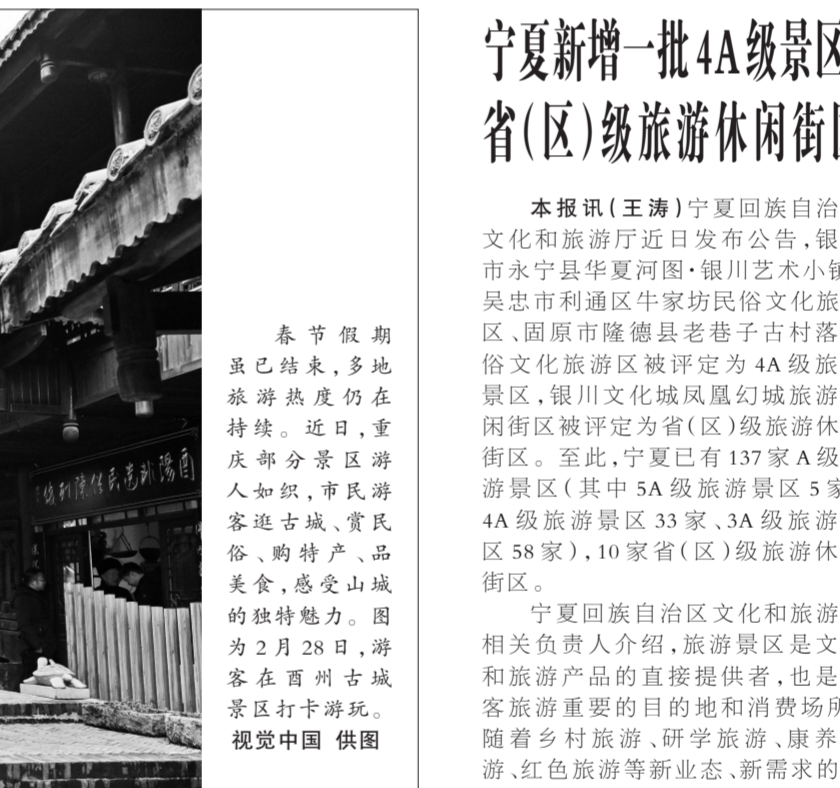 酉陽非遺民俗陳列館
春节假期
虽已结束，多地
旅游热度仍在
持续。近日，重
庆部分景区游
人如织，市民游
客逛古城、赏民
俗、购特产、品
美食，感受山城
的独特魅力。图
为2月28日，游
客在酉州古城
景区打卡游玩。
视觉中国 供图
宁夏新增一批4A级景区
省（区）级旅游休闲街
本报讯（王涛）宁夏回族自治
文化和旅游厅近日发布公告，银
市永宁县华夏河图·银川艺术小镇
吴忠市利通区牛家坊民俗文化旅
区、固原市隆德县老巷子古村落
俗文化旅游区被评定为4A级旅
景区，银川文化城凤凰幻城旅游
闲街区被评定为省（区）级旅游休
街区。至此，宁夏已有137家A级
游景区（其中5A级旅游景区5家
4A级旅游景区33家、3A级旅游
区58家），10家省（区）级旅游休
街区。
宁夏回族自治区文化和旅游
相关负责人介绍，旅游景区是文
和旅游产品的直接提供者，也是
客旅游重要的目的地和消费场所
随着乡村旅游、研学旅游、康养
游、红色旅游等新业态、新需求的